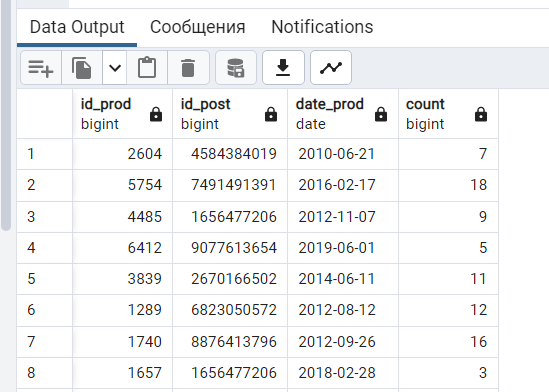 Data Output Сообщения Notifications
id_prod id_post date_prod count
bigint bigint date bigint
1 2604 4584384019 2010-06-21 7
2 5754 7491491391 2016-02-17 18
3 4485 1656477206 2012-11-07 9
4 6412 9077613654 2019-06-01 5
5 3839 2670166502 2014-06-11 11
6 1289 6823050572 2012-08-12 12
7 1740 8876413796 2012-09-26 16
8 1657 1656477206 2018-02-28 3